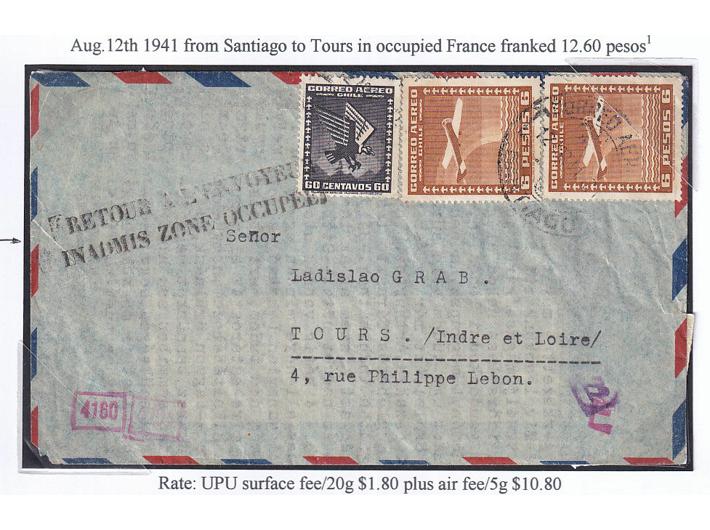 Aug.12th 1941 from Santiago to Tours in occupied France franked 12.60 pesos1
CORREO AEREO
CHILE
60 CENTAVOS 60
CORREO AEREO
CHILE
6 PESOS 6
CORREO AEREO
CHILE
6 PESOS 6
RETOUR A L'ENVOYEUR
INADMIS ZONE OCCUPEE
Señor
Ladislao GRAB.
TOURS. /Indre et Loire/
4, rue Philippe Lebon.
4180
Rate: UPU surface fee/20g $1.80 plus air fee/5g $10.80